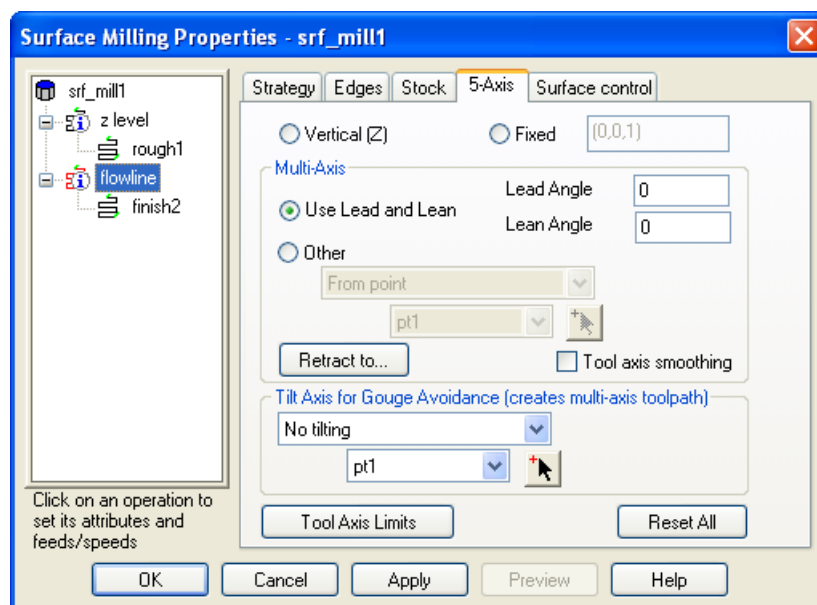 Surface Milling Properties - srf_mill1
srf_mill1
z level
rough1
flowline
finish2
Click on an operation to
set its attributes and
feeds/speeds
Strategy Edges Stock 5-Axis Surface control
Vertical (Z) Fixed (0,0,1)
Multi-Axis
Use Lead and Lean Lead Angle 0
Lean Angle 0
Other
From point
pt1
Retract to... Tool axis smoothing
Tilt Axis for Gouge Avoidance (creates multi-axis toolpath)
No tilting
pt1
Tool Axis Limits Reset All
OK Cancel Apply Preview Help